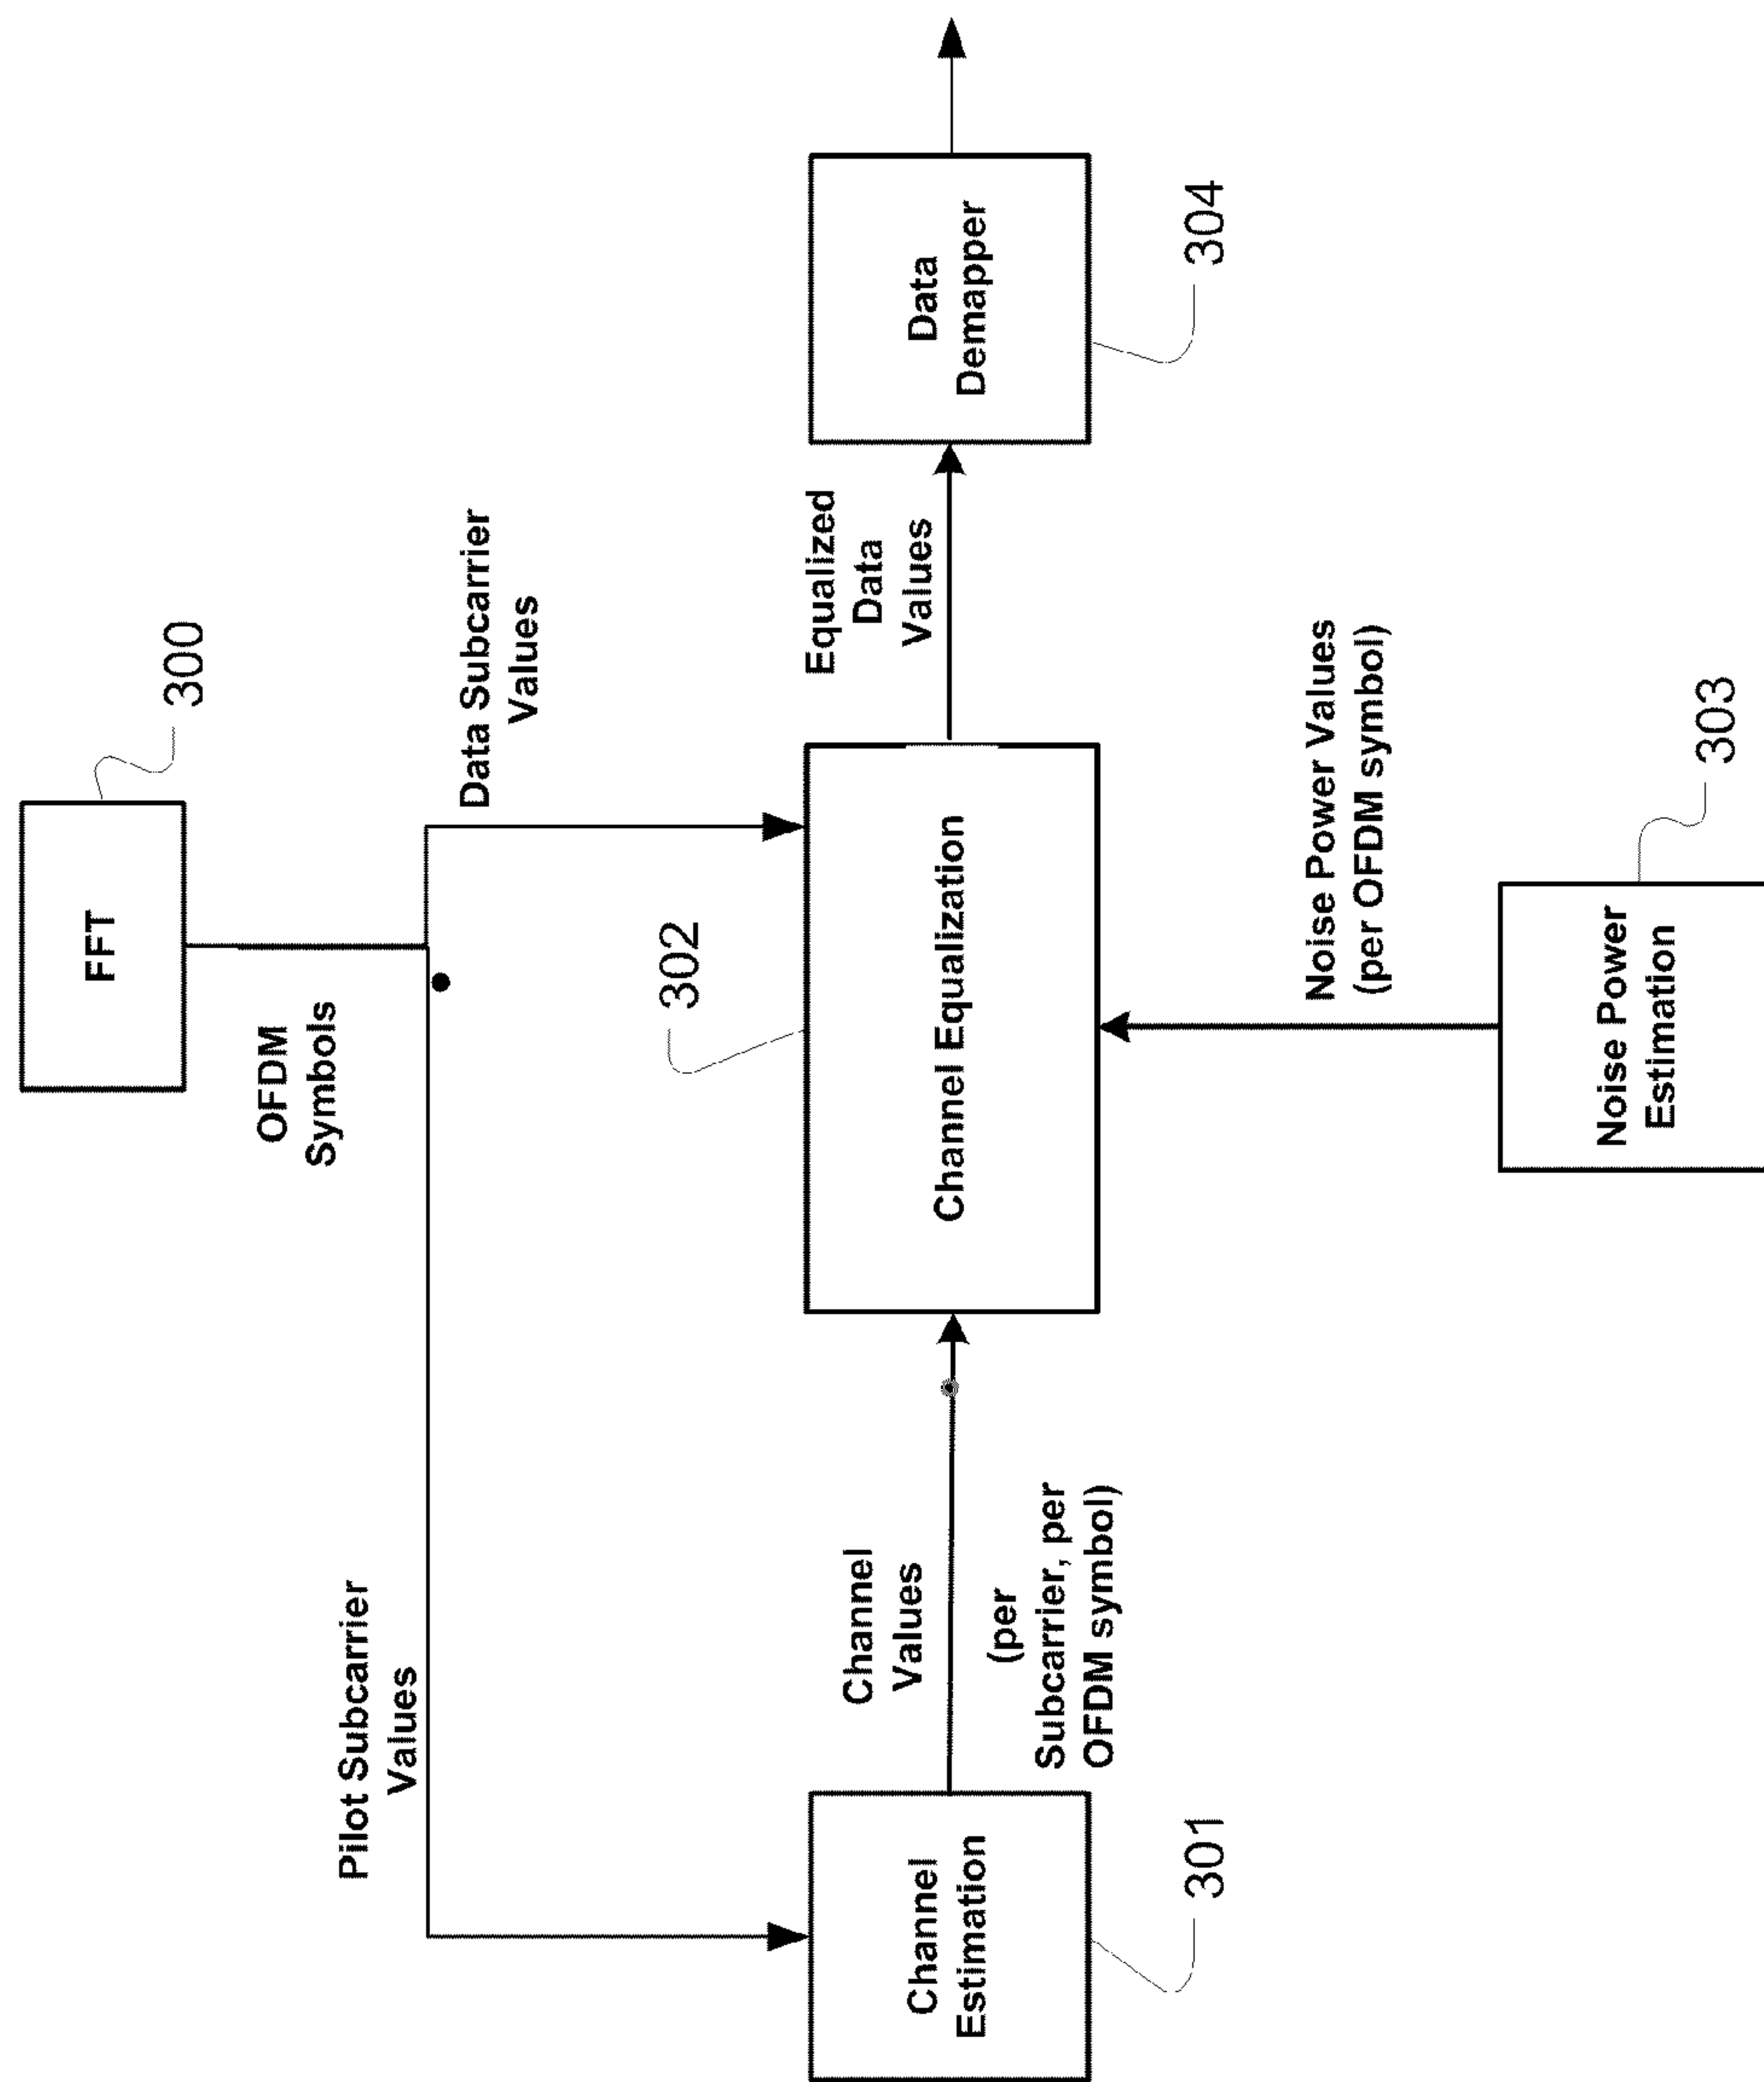 FFT
300
OFDM
Symbols
Pilot Subcarrier
Values
Data Subcarrier
Values
Channel
Estimation
301
Channel
Values
(per
Subcarrier, per
OFDM symbol)
302
Channel Equalization
Equalized
Data
Values
Data
Demapper
304
Noise Power Values
(per OFDM symbol)
Noise Power
Estimation
303